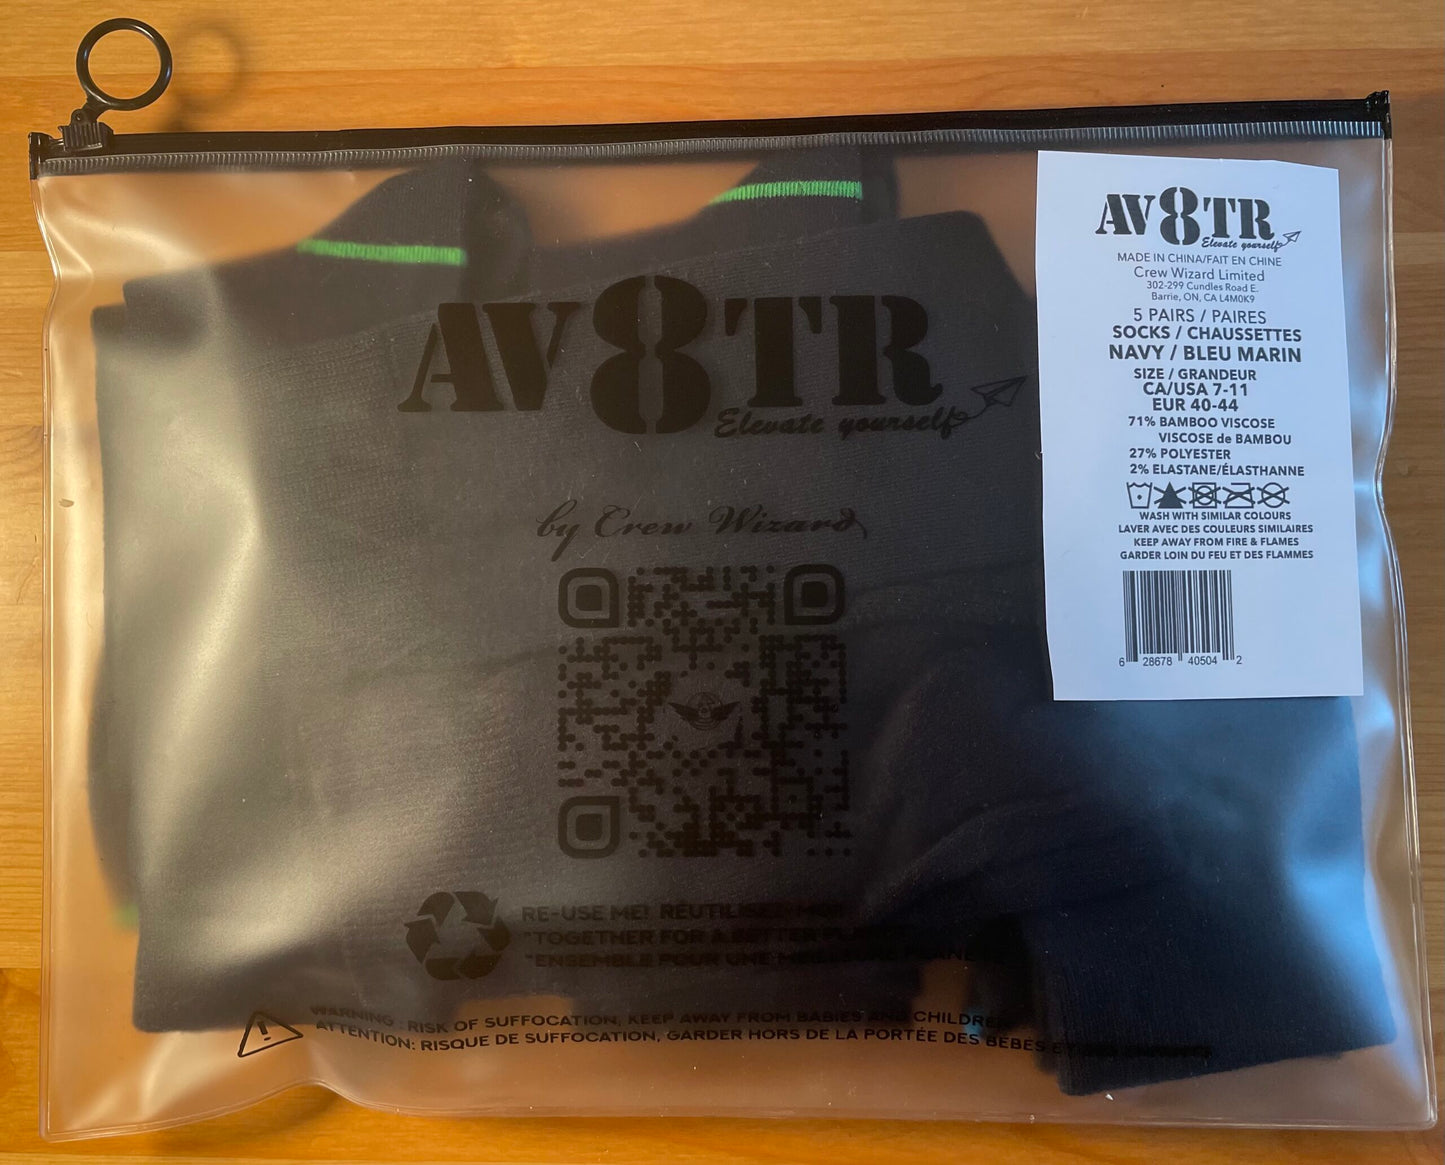 AV8TR
Elevate yourself
by Crew Wizard
RE-USE ME! RÉUTILISEZ-MOI
"TOGETHER FOR A BETTER
"ENSEMBLE POUR UNE MEILLEURE PLANÈTE
WARNING: RISK OF SUFFOCATION, KEEP AWAY FROM BABIES AND CHILDREN
ATTENTION: RISQUE DE SUFFOCATION, GARDER HORS DE LA PORTÉE DES BÉBÉS ET DES ENFANTS
AV8TR
Elevate yourself
MADE IN CHINA/FAIT EN CHINE
Crew Wizard Limited
302-299 Cundles Road E.
Barrie, ON, CA L4M0K9
5 PAIRS / PAIRES
SOCKS / CHAUSSETTES
NAVY / BLEU MARIN
SIZE / GRANDEUR
CA/USA 7-11
EUR 40-44
71% BAMBOO VISCOSE
VISCOSE de BAMBOU
27% POLYESTER
2% ELASTANE/ÉLASTHANNE
WASH WITH SIMILAR COLOURS
LAVER AVEC DES COULEURS SIMILAIRES
KEEP AWAY FROM FIRE & FLAMES
GARDER LOIN DU FEU ET DES FLAMMES
6 28678 40504 2